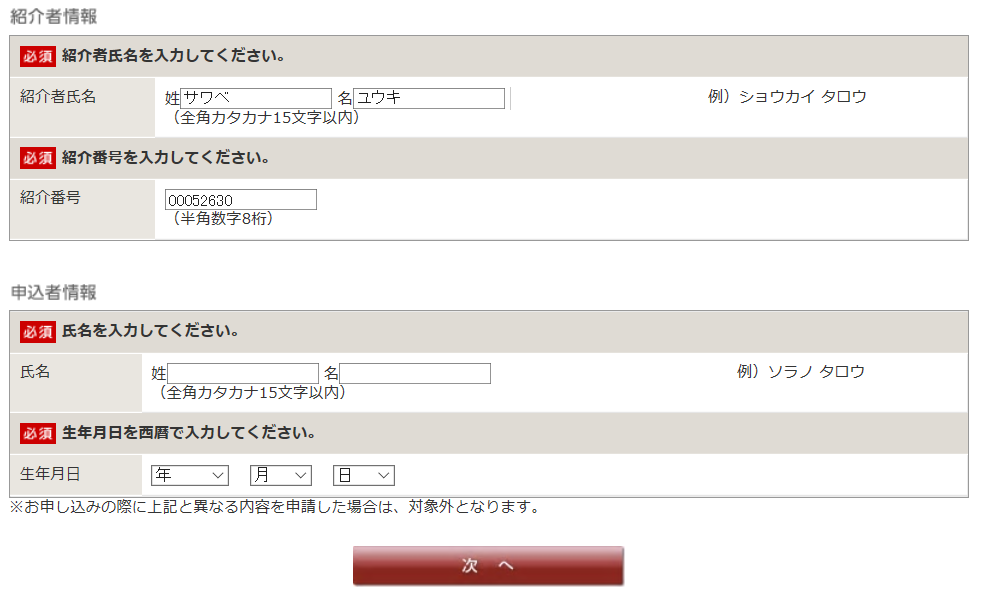 紹介者情報
必須 紹介者氏名を入力してください。
紹介者氏名 姓 サワベ 名 ユウキ 例）ショウカイ タロウ
（全角カタカナ15文字以内）
必須 紹介番号を入力してください。
紹介番号 00052630
（半角数字8桁）
申込者情報
必須 氏名を入力してください。
氏名 姓 名 例）ソラノ タロウ
（全角カタカナ15文字以内）
必須 生年月日を西暦で入力してください。
生年月日 年 月 日
※お申し込みの際に上記と異なる内容を申請した場合は、対象外となります。
次 へ